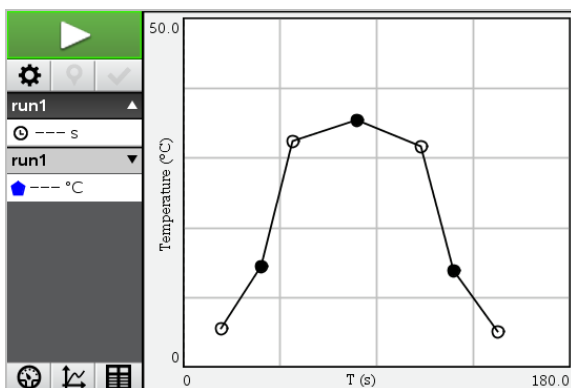 run1
--- s
run1
--- °C
50.0
Temperature (°C)
0
0
T (s)
180.0